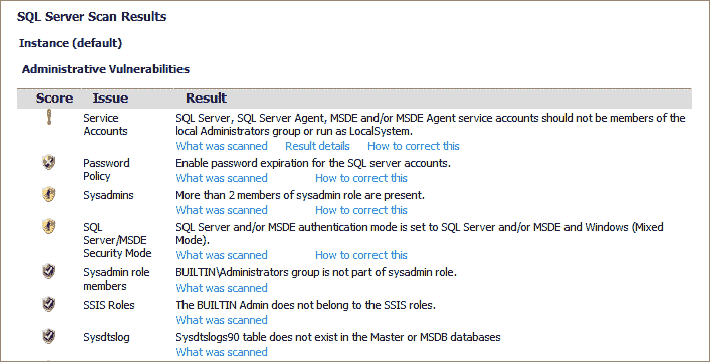 SQL Server Scan Results
Instance (default)
Administrative Vulnerabilities
Score Issue Result
Service Accounts SQL Server, SQL Server Agent, MSDE and/or MSDE Agent service accounts should not be members of the
local Administrators group or run as LocalSystem.
What was scanned Result details How to correct this
Password Policy Enable password expiration for the SQL server accounts.
What was scanned How to correct this
Sysadmins More than 2 members of sysadmin role are present.
What was scanned How to correct this
SQL Server/MSDE Security Mode SQL Server and/or MSDE authentication mode is set to SQL Server and/or MSDE and Windows (Mixed
Mode).
What was scanned How to correct this
Sysadmin role members BUILTIN\Administrators group is not part of sysadmin role.
What was scanned
SSIS Roles The BUILTIN Admin does not belong to the SSIS roles.
What was scanned
Sysdtslog Sysdtslogs90 table does not exist in the Master or MSDB databases
What was scanned